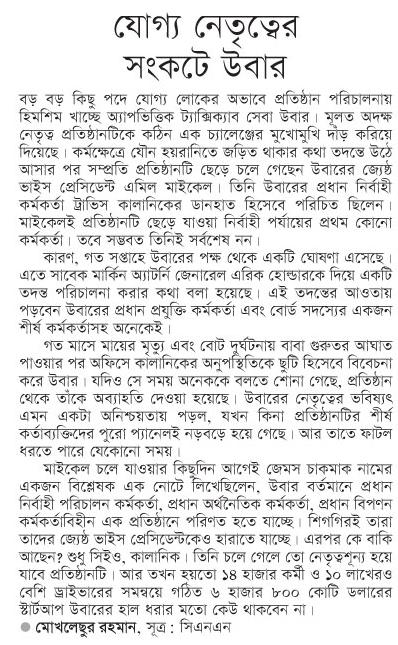 যোগ্য নেতৃত্বের
সংকটে উবার
বড় বড় কিছু পদে যোগ্য লোকের অভাবে প্রতিষ্ঠান পরিচালনায়
হিমশিম খাচ্ছে অ্যাপভিত্তিক ট্যাক্সিক্যাব সেবা উবার। মূলত অদক্ষ
নেতৃত্ব প্রতিষ্ঠানটিকে কঠিন এক চ্যালেঞ্জের মুখোমুখি দাঁড় করিয়ে
দিয়েছে। কর্মক্ষেত্রে যৌন হয়রানিতে জড়িত থাকার কথা তদন্তে উঠে
আসার পর সম্প্রতি প্রতিষ্ঠানটি ছেড়ে চলে গেছেন উবারের জ্যেষ্ঠ
ভাইস প্রেসিডেন্ট এমিল মাইকেল। তিনি উবারের প্রধান নির্বাহী
কর্মকর্তা ট্রাভিস কালানিকের ডানহাত হিসেবে পরিচিত ছিলেন।
মাইকেলই প্রতিষ্ঠানটি ছেড়ে যাওয়া নির্বাহী পর্যায়ের প্রথম কোনো
কর্মকর্তা। তবে সম্ভবত তিনিই সর্বশেষ নন।
কারণ, গত সপ্তাহে উবারের পক্ষ থেকে একটি ঘোষণা এসেছে।
এতে সাবেক মার্কিন অ্যাটর্নি জেনারেল এরিক হোল্ডারকে দিয়ে একটি
তদন্ত পরিচালনা করার কথা বলা হয়েছে। এই তদন্তের আওতায়
পড়বেন উবারের প্রধান প্রযুক্তি কর্মকর্তা এবং বোর্ড সদস্যের একজন
শীর্ষ কর্মকর্তাসহ অনেকেই।
গত মাসে মায়ের মৃত্যু এবং বোট দুর্ঘটনায় বাবা গুরুতর আঘাত
পাওয়ার পর অফিসে কালানিকের অনুপস্থিতিকে ছুটি হিসেবে বিবেচনা
করে উবার। যদিও সে সময় অনেককে বলতে শোনা গেছে, প্রতিষ্ঠান
থেকে তাঁকে অব্যাহতি দেওয়া হয়েছে। উবারের নেতৃত্বের ভবিষ্যৎ
এমন একটা অনিশ্চয়তায় পড়ল, যখন কিনা প্রতিষ্ঠানটির শীর্ষ
কর্তাব্যক্তিদের পুরো প্যানেলই নড়বড়ে হয়ে গেছে। আর তাতে ফাটল
ধরতে পারে যেকোনো সময়।
মাইকেল চলে যাওয়ার কিছুদিন আগেই জেমস চাকমাক নামের
একজন বিশ্লেষক এক নোটে লিখেছিলেন, উবার বর্তমানে প্রধান
নির্বাহী পরিচালন কর্মকর্তা, প্রধান অর্থনৈতিক কর্মকর্তা, প্রধান বিপণন
কর্মকর্তাবিহীন এক প্রতিষ্ঠানে পরিণত হতে যাচ্ছে। শিগগিরই তারা
তাদের জ্যেষ্ঠ ভাইস প্রেসিডেন্টকেও হারাতে যাচ্ছে। এরপর কে বাকি
আছেন? শুধু সিইও, কালানিক। তিনি চলে গেলে তো নেতৃত্বশূন্য হয়ে
যাবে প্রতিষ্ঠানটি। আর তখন হয়তো ১৪ হাজার কর্মী ও ১০ লাখেরও
বেশি ড্রাইভারের সমন্বয়ে গঠিত ৬ হাজার ৮০০ কোটি ডলারের
স্টার্টআপ উবারের হাল ধরার মতো কেউ থাকবেন না।
● মোখলেছুর রহমান, সূত্র : সিএনএন